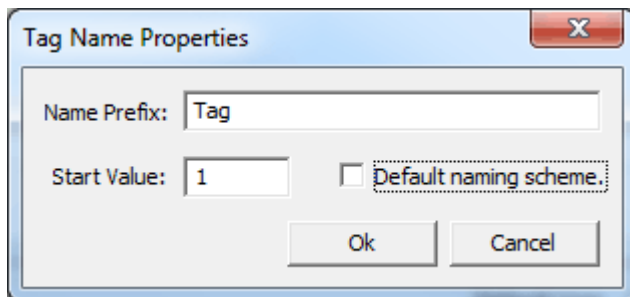 Tag Name Properties
Name Prefix: Tag
Start Value: 1 Default naming scheme.
Ok Cancel